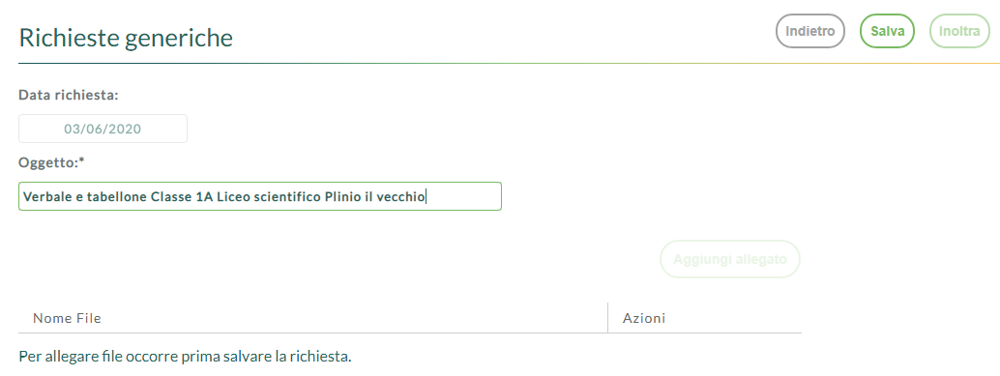 Richieste generiche
Indietro
Salva
Inoltra
Data richiesta:
03/06/2020
Oggetto:*
Verbale e tabellone Classe 1A Liceo scientifico Plinio il vecchio
Aggiungi allegato
Nome File
Azioni
Per allegare file occorre prima salvare la richiesta.